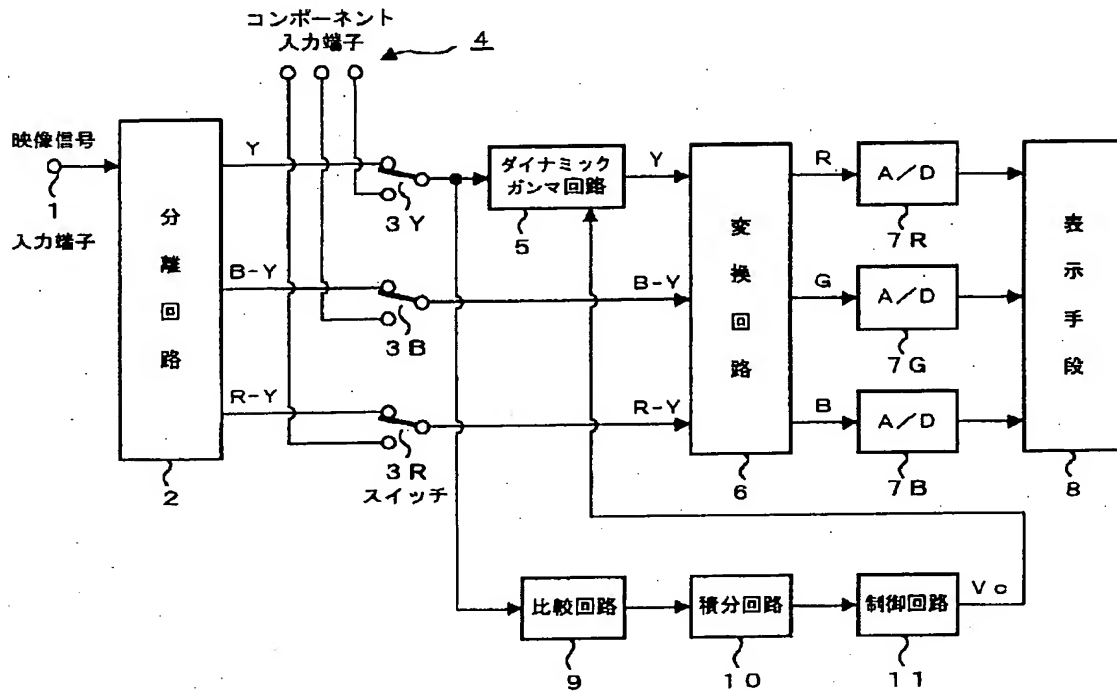 コンポーネント
入力端子
4
映像信号
1
入力端子
分離回路
2
Y
B-Y
R-Y
3Y
3B
3R
スイッチ
ダイナミック
ガンマ回路
5
Y
B-Y
R-Y
変換回路
6
R
G
B
A/D
7R
A/D
7G
A/D
7B
表示手段
8
比較回路
9
積分回路
10
制御回路
11
Vc